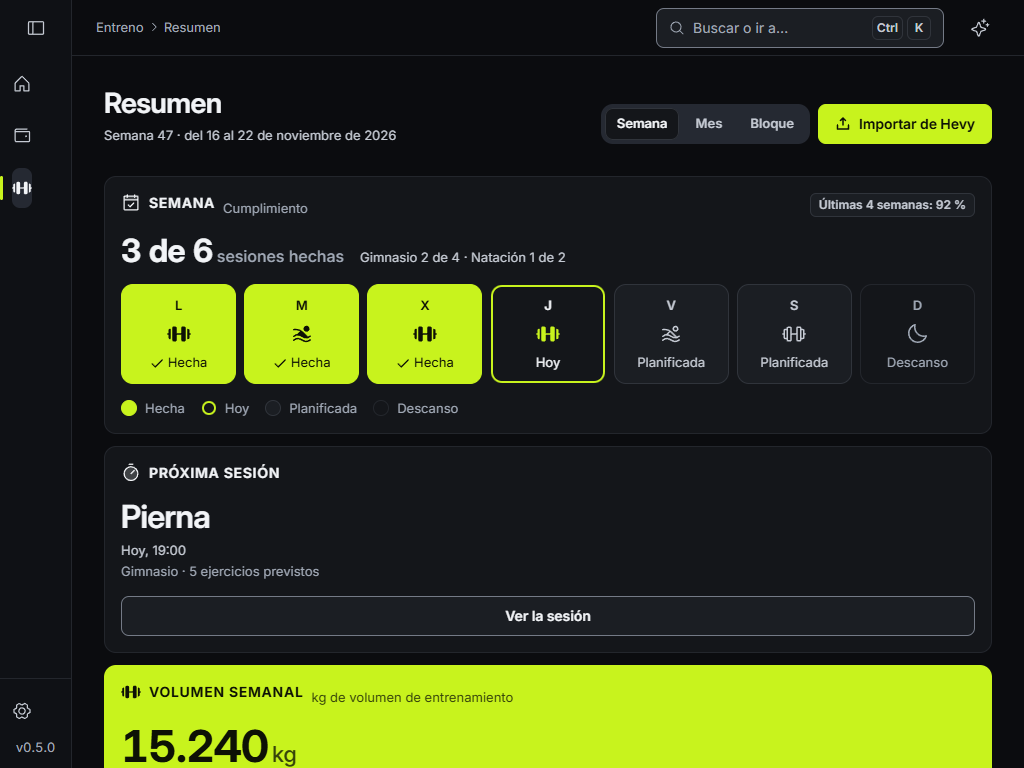 Entreno > Resumen
Buscar o ir a... Ctrl K
Resumen
Semana 47 · del 16 al 22 de noviembre de 2026
Semana Mes Bloque
Importar de Hevy
SEMANA Cumplimiento
Últimas 4 semanas: 92 %
3 de 6 sesiones hechas Gimnasio 2 de 4 · Natación 1 de 2
L M X J V S D
Hecha Hecha Hecha Hoy Planificada Planificada Descanso
Hecha Hoy Planificada Descanso
PRÓXIMA SESIÓN
Pierna
Hoy, 19:00
Gimnasio · 5 ejercicios previstos
Ver la sesión
VOLUMEN SEMANAL kg de volumen de entrenamiento
15.240 kg
v0.5.0